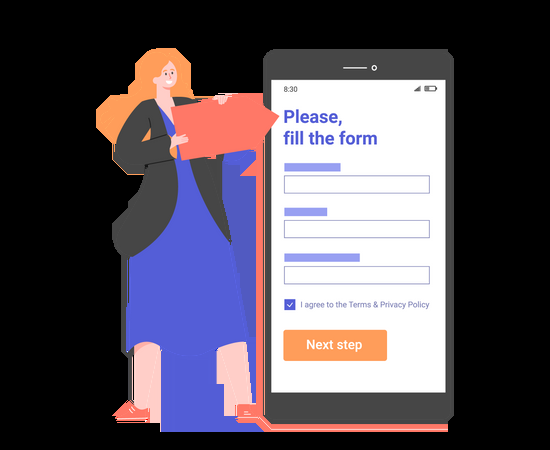 8:30
Please,
fill the form
I agree to the Terms & Privacy Policy
Next step